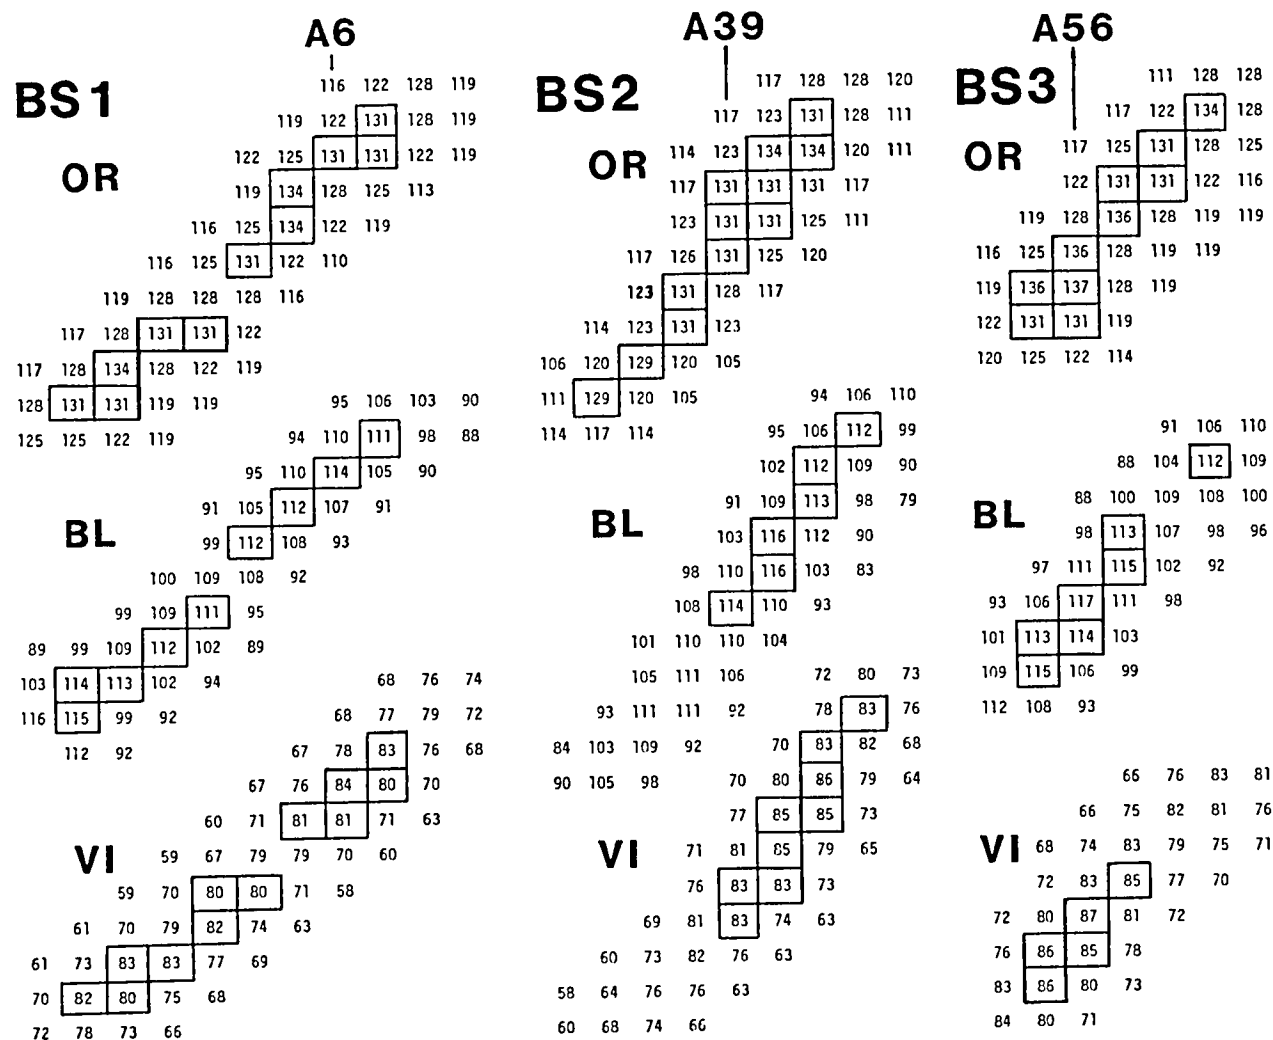 A6
BS1
116 122 128 119
119 122 131 128 119
122 125 131 131 122 119
OR
119 134 128 125 113
116 125 134 122 119
116 125 131 122 110
119 128 128 128 116
117 128 131 131 122
117 128 134 128 122 119
128 131 131 119 119
125 125 122 119
95 106 103 90
94 110 111 98 88
95 110 114 105 90
91 105 112 107 91
BL
99 112 108 93
100 109 108 92
99 109 111 95
89 99 109 112 102 89
103 114 113 102 94
116 115 99 92
112 92
68 76 74
68 77 79 72
67 78 83 76 68
67 76 84 80 70
60 71 81 81 71 63
VI
59 67 79 79 70 60
59 70 80 80 71 58
61 70 79 82 74 63
61 73 83 83 77 69
70 82 80 75 68
72 78 73 66
A39
BS2
117 128 128 120
117 123 131 128 111
OR
114 123 134 134 120 111
117 131 131 131 117
123 131 131 125 111
117 126 131 125 120
123 131 128 117
114 123 131 123
106 120 129 120 105
111 129 120 105
114 117 114
94 106 110
95 106 112 99
102 112 109 90
91 109 113 98 79
BL
103 116 112 90
98 110 116 103 83
108 114 110 93
101 110 110 104
105 111 106
93 111 111 92
84 103 109 92
90 105 98
72 80 73
78 83 76
70 83 82 68
70 80 86 79 64
77 85 85 73
VI
71 81 85 79 65
76 83 83 73
69 81 83 74 63
60 73 82 76 63
58 64 76 76 63
60 68 74 66
A56
BS3
111 128 128
117 122 134 128
OR
117 125 131 128 125
122 131 131 122 116
119 128 136 128 119 119
116 125 136 128 119 119
119 136 137 128 119
122 131 131 119
120 125 122 114
91 106 110
88 104 112 109
88 100 109 108 100
BL
98 113 107 98 96
97 111 115 102 92
93 106 117 111 98
101 113 114 103
109 115 106 99
112 108 93
66 76 83 81
66 75 82 81 76
VI
68 74 83 79 75 71
72 83 85 77 70
72 80 87 81 72
76 86 85 78
83 86 80 73
84 80 71